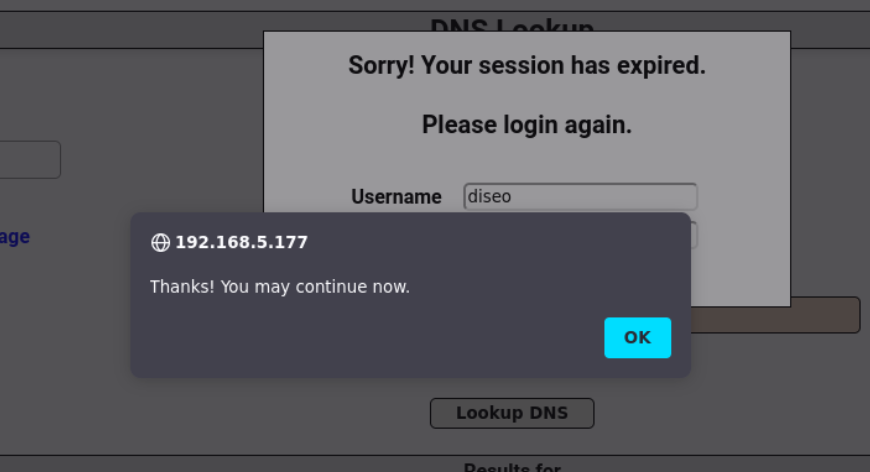 DNS Lookup
Sorry! Your session has expired.
Please login again.
Username diseo
age
192.168.5.177
Thanks! You may continue now.
OK
Lookup DNS
Results for